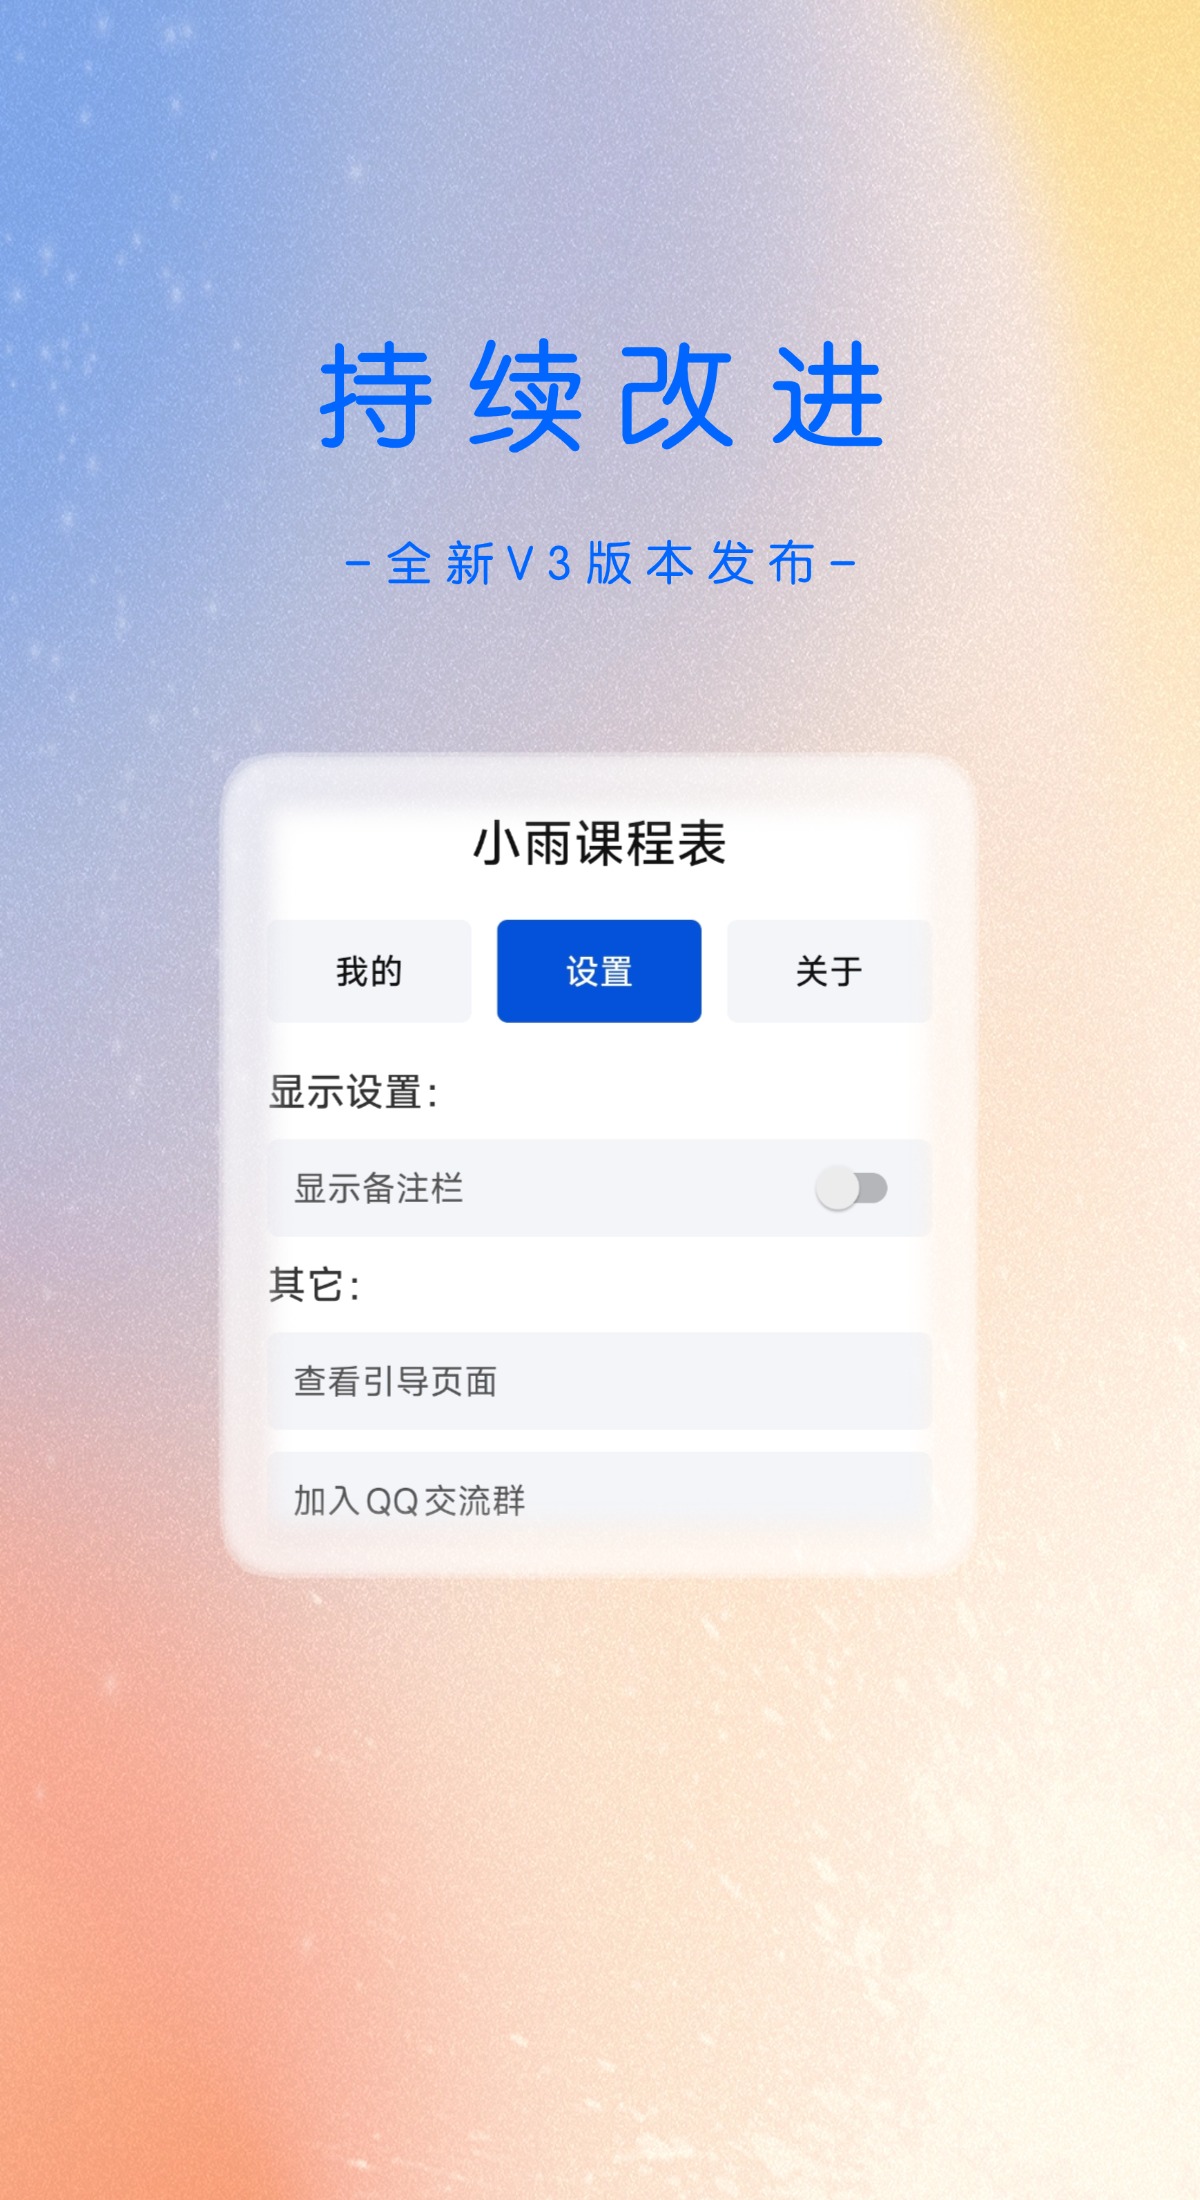 持续改进
-全新V3版本发布-
小雨课程表
我的 设置 关于
显示设置：
显示备注栏
其它：
查看引导页面
加入QQ交流群